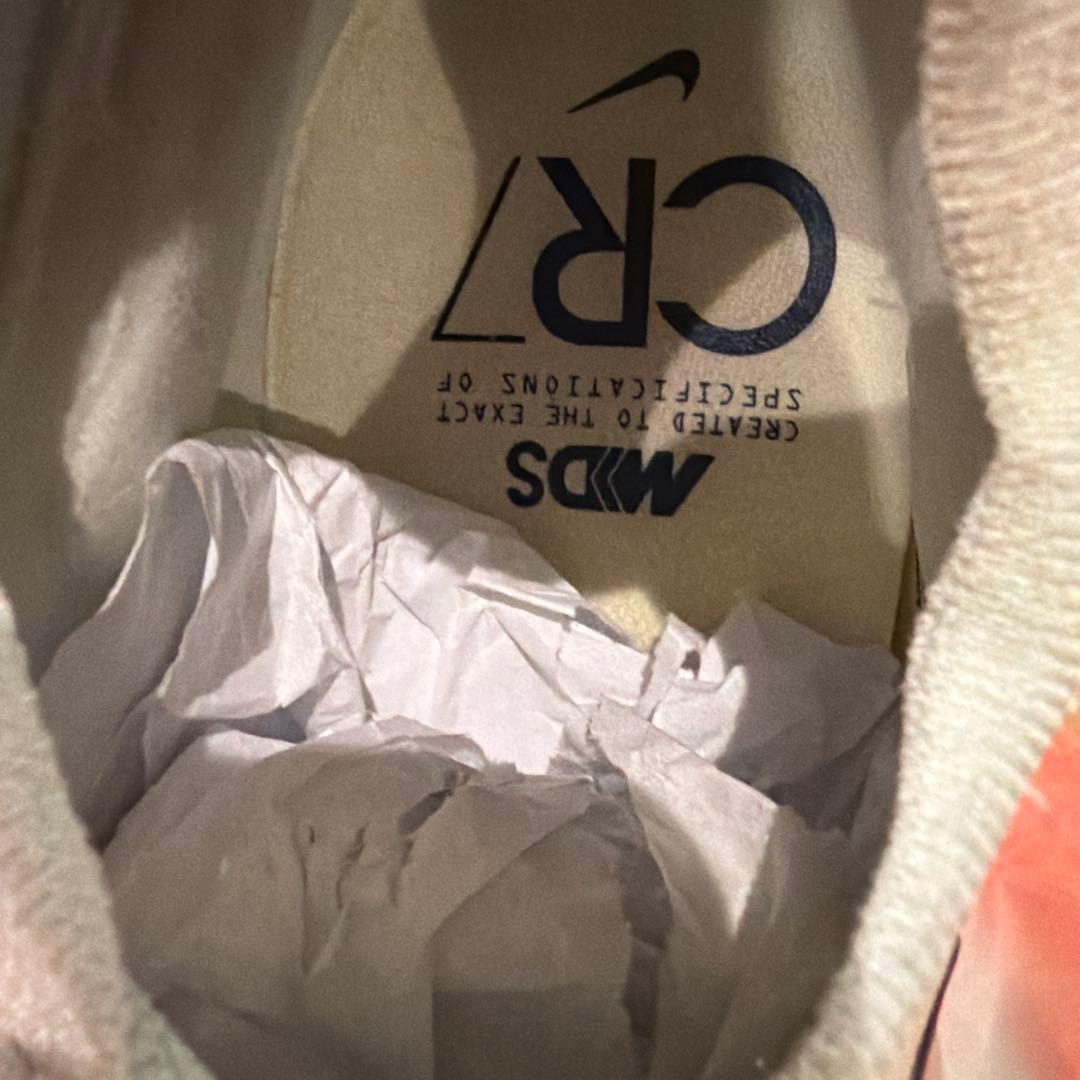 MDS
CREATED TO THE EXACT
SPECIFICATIONS OF
CR7